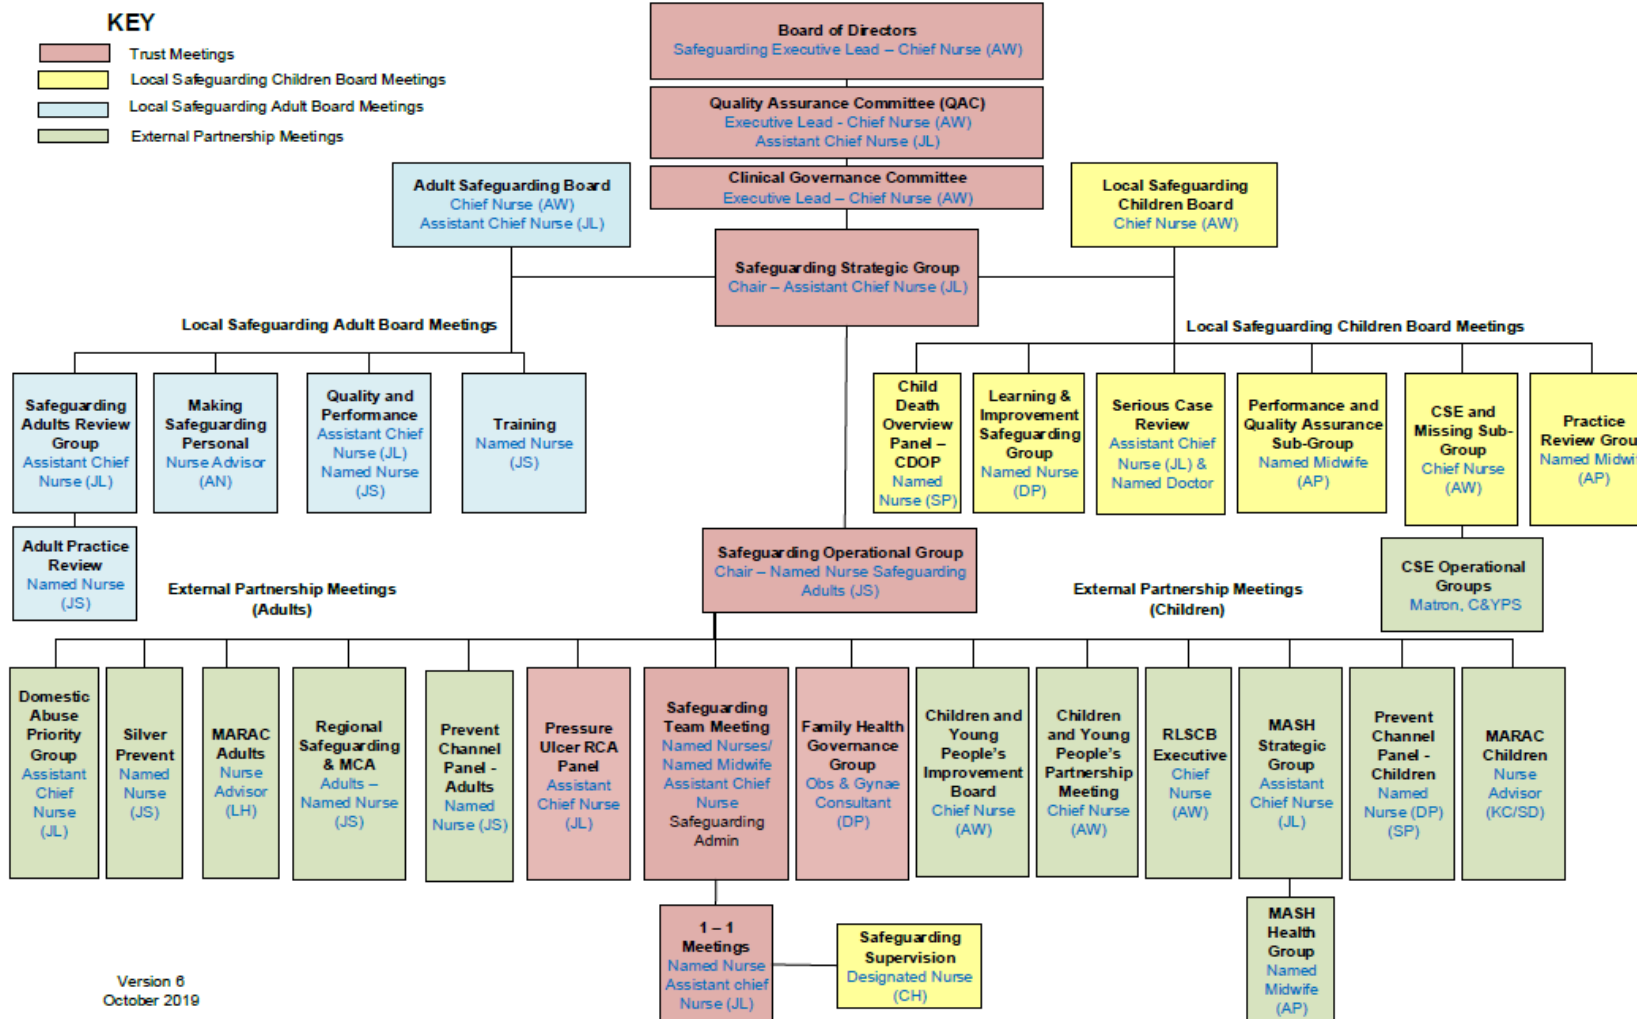 KEY
Trust Meetings
Local Safeguarding Children Board Meetings
Local Safeguarding Adult Board Meetings
External Partnership Meetings
Board of Directors
Safeguarding Executive Lead – Chief Nurse (AW)
Quality Assurance Committee (QAC)
Executive Lead - Chief Nurse (AW)
Assistant Chief Nurse (JL)
Clinical Governance Committee
Executive Lead – Chief Nurse (AW)
Adult Safeguarding Board
Chief Nurse (AW)
Assistant Chief Nurse (JL)
Local Safeguarding
Children Board
Chief Nurse (AW)
Safeguarding Strategic Group
Chair – Assistant Chief Nurse (JL)
Local Safeguarding Adult Board Meetings
Local Safeguarding Children Board Meetings
Safeguarding
Adults Review
Group
Assistant Chief
Nurse (JL)
Making
Safeguarding
Personal
Nurse Advisor
(AN)
Quality and
Performance
Assistant Chief
Nurse (JL)
Named Nurse
(JS)
Training
Named Nurse
(JS)
Child
Death
Overview
Panel –
CDOP
Named
Nurse (SP)
Learning &
Improvement
Safeguarding
Group
Named Nurse
(DP)
Serious Case
Review
Assistant Chief
Nurse (JL) &
Named Doctor
Performance and
Quality Assurance
Sub-Group
Named Midwife
(AP)
CSE and
Missing Sub-
Group
Chief Nurse
(AW)
Practice
Review Group
Named Midwif
(AP)
Adult Practice
Review
Named Nurse
(JS)
Safeguarding Operational Group
Chair – Named Nurse Safeguarding
Adults (JS)
CSE Operational
Groups
Matron, C&YPS
External Partnership Meetings
(Adults)
External Partnership Meetings
(Children)
Domestic
Abuse
Priority
Group
Assistant
Chief
Nurse
(JL)
Silver
Prevent
Named
Nurse
(JS)
MARAC
Adults
Nurse
Advisor
(LH)
Regional
Safeguarding
& MCA
Adults –
Named Nurse
(JS)
Prevent
Channel
Panel -
Adults
Named
Nurse (JS)
Pressure
Ulcer RCA
Panel
Assistant
Chief Nurse
(JL)
Safeguarding
Team Meeting
Named Nurses/
Named Midwife
Assistant Chief
Nurse
Safeguarding
Admin
Family Health
Governance
Group
Obs & Gynae
Consultant
(DP)
Children and
Young
People's
Improvement
Board
Chief Nurse
(AW)
Children
and Young
People's
Partnership
Meeting
Chief Nurse
(AW)
RLSCB
Executive
Chief
Nurse
(AW)
MASH
Strategic
Group
Assistant
Chief Nurse
(JL)
Prevent
Channel
Panel -
Children
Named
Nurse (DP)
(SP)
MARAC
Children
Nurse
Advisor
(KC/SD)
1 – 1
Meetings
Named Nurse
Assistant chief
Nurse (JL)
Safeguarding
Supervision
Designated Nurse
(CH)
MASH
Health
Group
Named
Midwife
(AP)
Version 6
October 2019